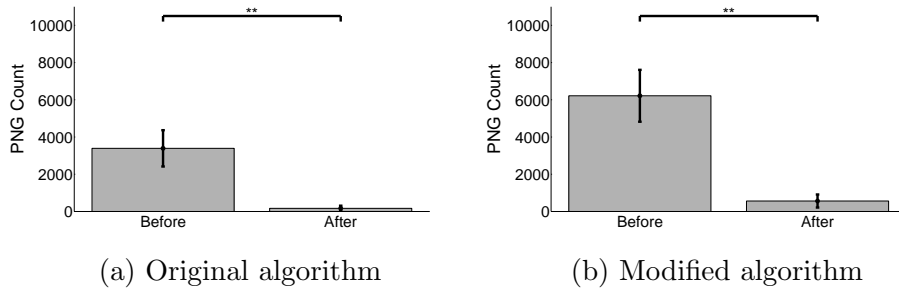 **
10000
8000
6000
4000
2000
0
PNG Count
Before
After
(a) Original algorithm
**
10000
8000
6000
4000
2000
0
PNG Count
Before
After
(b) Modified algorithm